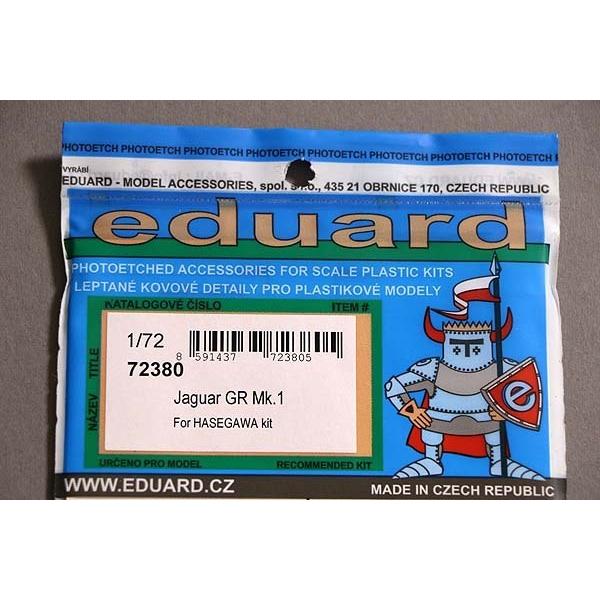 PHOTOETCH PHOTOETCH PHOTOETCH PHOTOETCH PHOTOETCH PHOTOETCH PHOTOETCH PHOTOETCH PHOTOETCH
VYRÁBÍ
EDUARD - MODEL ACCESSORIES, spol. s r.o., 435 21 OBRNICE 170, CZECH REPUBLIC
eduard
PHOTOETCHED ACCESSORIES FOR SCALE PLASTIC KITS
LEPTANÉ KOVOVÉ DETAILY PRO PLASTIKOVÉ MODELY
KATALOGOVÉ ČÍSLO ITEM #
1/72
8 591437 723805
72380
Jaguar GR Mk.1
For HASEGAWA kit
NÁZEV TITLE
e
URČENO PRO MODEL RECOMMENDED KIT
WWW.EDUARD.CZ MADE IN CZECH REPUBLIC